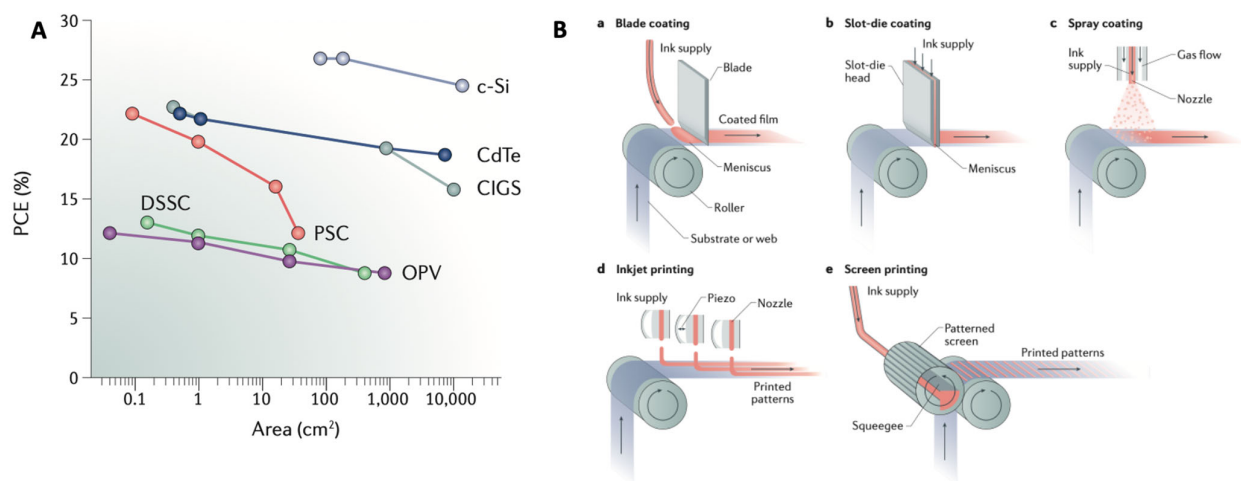 A
30
25
20
15
10
5
0
PCE (%)
0.1
1
10
100
1,000
10,000
Area (cm²)
c-Si
CdTe
CIGS
PSC
DSSC
OPV
B
a Blade coating
Ink supply
Blade
Coated film
Meniscus
Roller
Substrate or web
b Slot-die coating
Ink supply
Slot-die
head
Meniscus
c Spray coating
Ink
supply
Gas flow
Nozzle
d Inkjet printing
Ink supply
Piezo
Nozzle
Printed
patterns
e Screen printing
Ink supply
Patterned
screen
Printed patterns
Squeegee